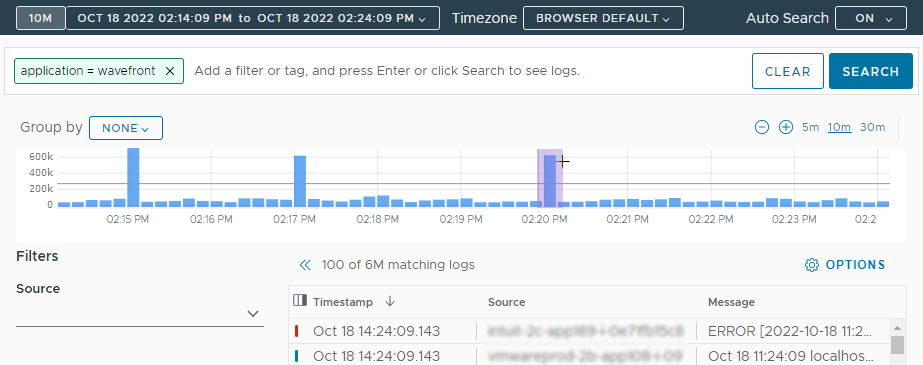 10M OCT 18 2022 02:14:09 PM to OCT 18 2022 02:24:09 PM Timezone BROWSER DEFAULT Auto Search ON
application = wavefront × Add a filter or tag, and press Enter or click Search to see logs. CLEAR SEARCH
Group by NONE 5m 10m 30m
600k
400k
200k
0
02:15 PM 02:16 PM 02:17 PM 02:18 PM 02:19 PM 02:20 PM 02:21 PM 02:22 PM 02:23 PM 02:2
Filters
100 of 6M matching logs OPTIONS
Source
Timestamp Source Message
Oct 18 14:24:09.143 ERROR [2022-10-18 11:2...
Oct 18 14:24:09.143 Oct 18 11:24:09 localhos...